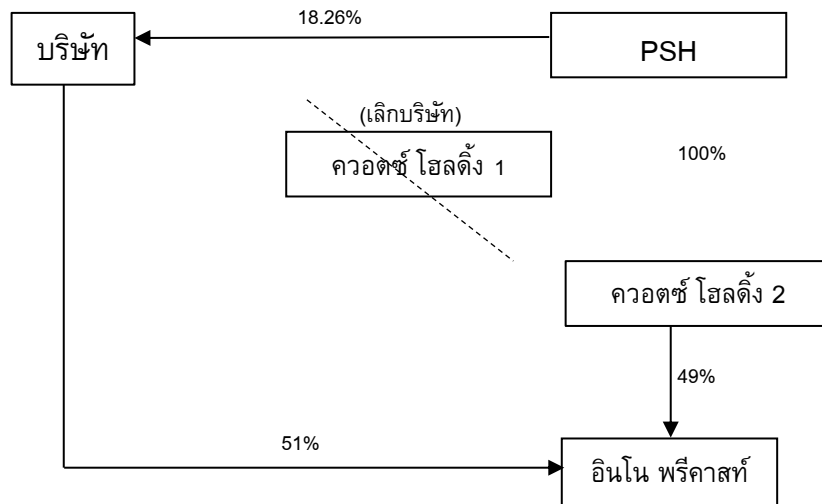 18.26%
บริษัท
PSH
(เลิกบริษัท)
ควอตซ์ โฮลดิ้ง 1
100%
ควอตซ์ โฮลดิ้ง 2
49%
51%
อินโน พรีคาสท์